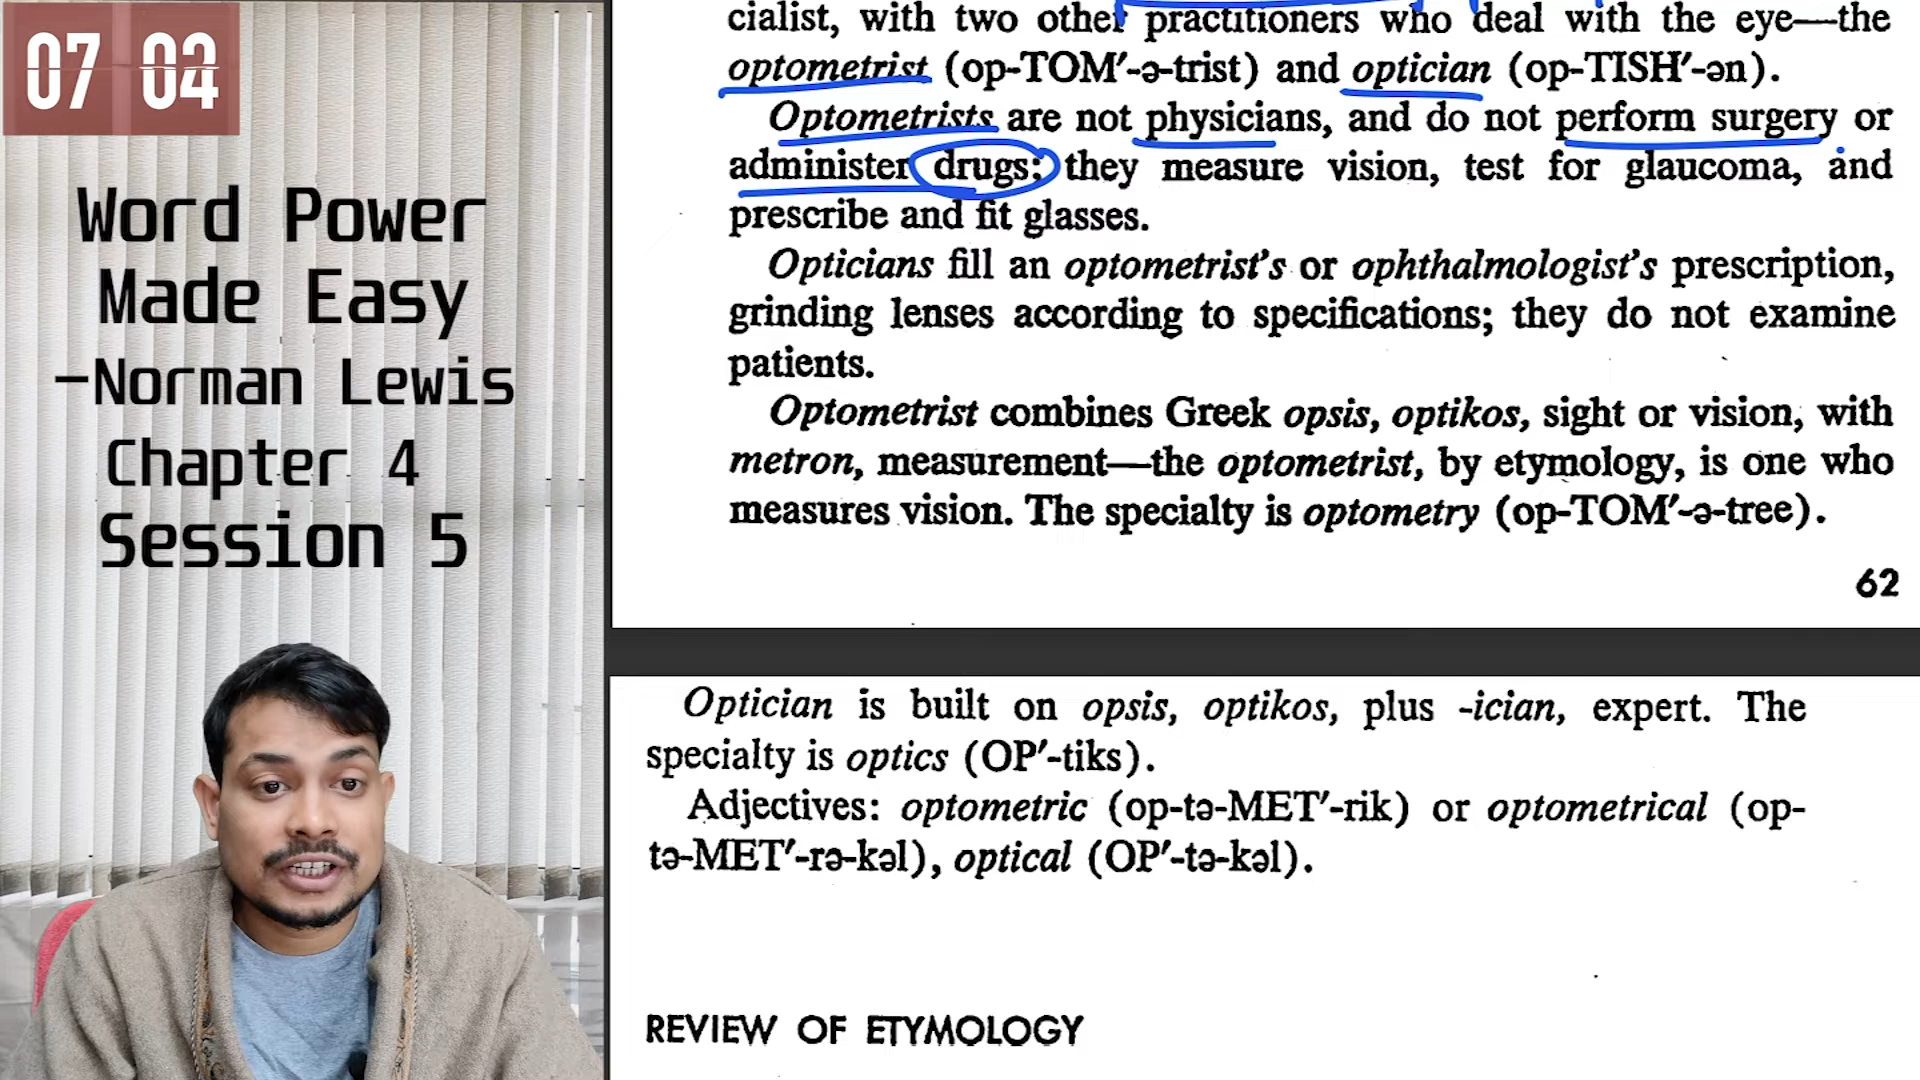 07 02
Word Power
Made Easy
-Norman Lewis
Chapter 4
Session 5
cialist, with two other practitioners who deal with the eye—the
optometrist (op-TOM′-ə-trist) and optician (op-TISH′-ən).
Optometrists are not physicians, and do not perform surgery or
administer drugs; they measure vision, test for glaucoma, and
prescribe and fit glasses.
Opticians fill an optometrist's or ophthalmologist's prescription,
grinding lenses according to specifications; they do not examine
patients.
Optometrist combines Greek opsis, optikos, sight or vision, with
metron, measurement—the optometrist, by etymology, is one who
measures vision. The specialty is optometry (op-TOM′-ə-tree).
62
Optician is built on opsis, optikos, plus -ician, expert. The
specialty is optics (OP′-tiks).
Adjectives: optometric (op-tə-MET′-rik) or optometrical (op-
tə-MET′-rə-kəl), optical (OP′-tə-kəl).
REVIEW OF ETYMOLOGY